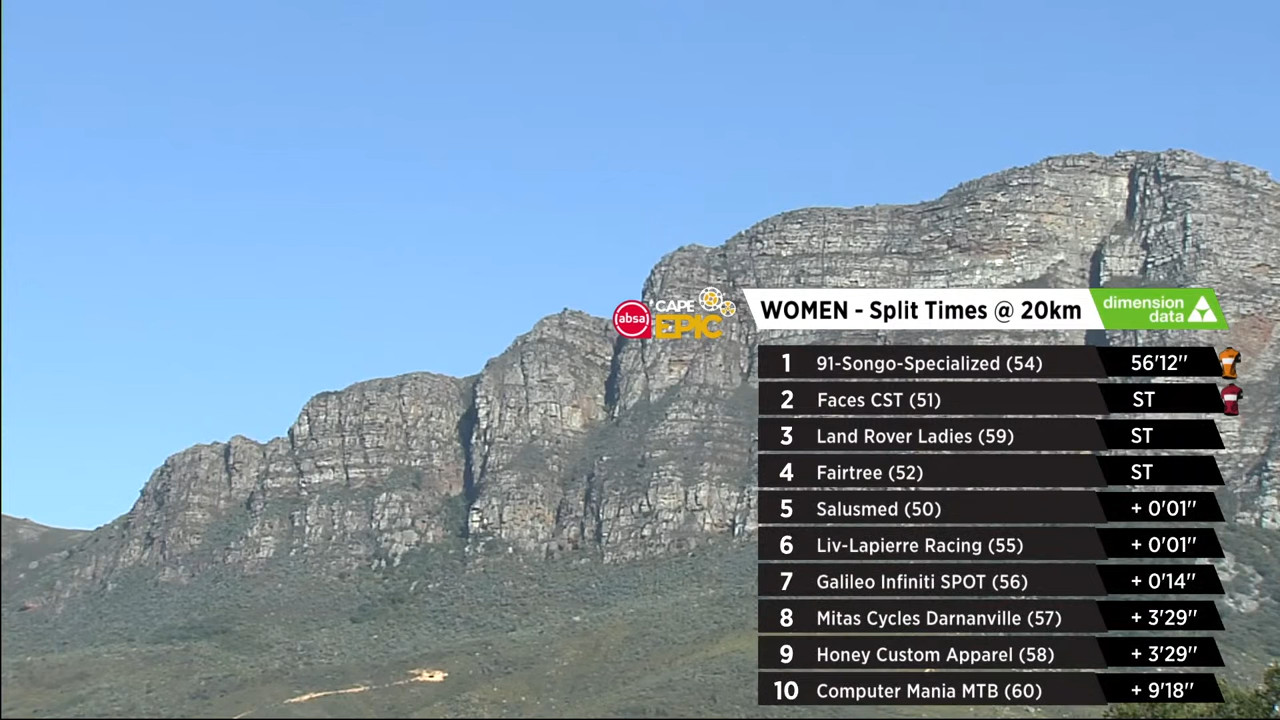 absa
CAPE
EPIC
WOMEN - Split Times @ 20km
dimension
data
1 91-Songo-Specialized (54) 56'12"
2 Faces CST (51) ST
3 Land Rover Ladies (59) ST
4 Fairtree (52) ST
5 Salusmed (50) + 0'01"
6 Liv-Lapierre Racing (55) + 0'01"
7 Galileo Infiniti SPOT (56) + 0'14"
8 Mitas Cycles Darnanville (57) + 3'29"
9 Honey Custom Apparel (58) + 3'29"
10 Computer Mania MTB (60) + 9'18"